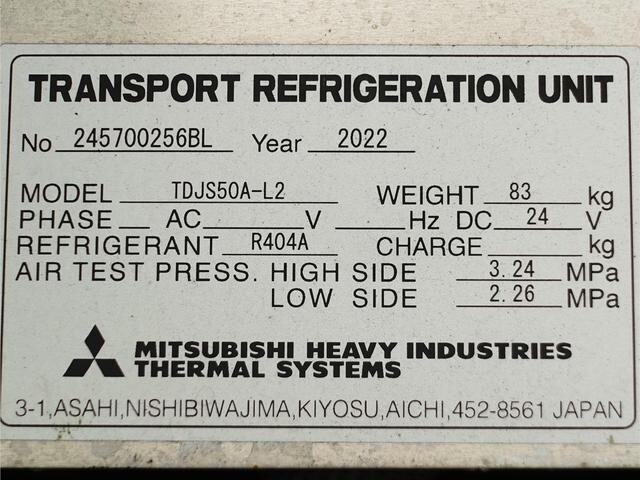 TRANSPORT REFRIGERATION UNIT
No 245700256BL Year 2022
MODEL TDJS50A-L2 WEIGHT 83 kg
PHASE AC V Hz DC 24 V
REFRIGERANT R404A CHARGE kg
AIR TEST PRESS. HIGH SIDE 3.24 MPa
LOW SIDE 2.26 MPa
MITSUBISHI HEAVY INDUSTRIES
THERMAL SYSTEMS
3-1,ASAHI,NISHIBIWAJIMA,KIYOSU,AICHI,452-8561 JAPAN